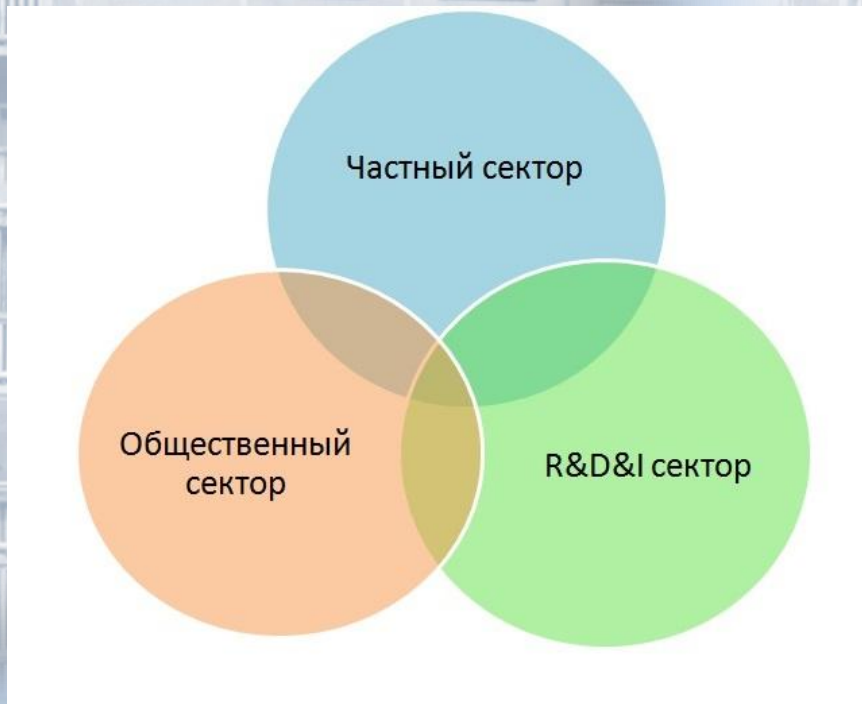 Частный сектор
Общественный
сектор
R&D&I сектор